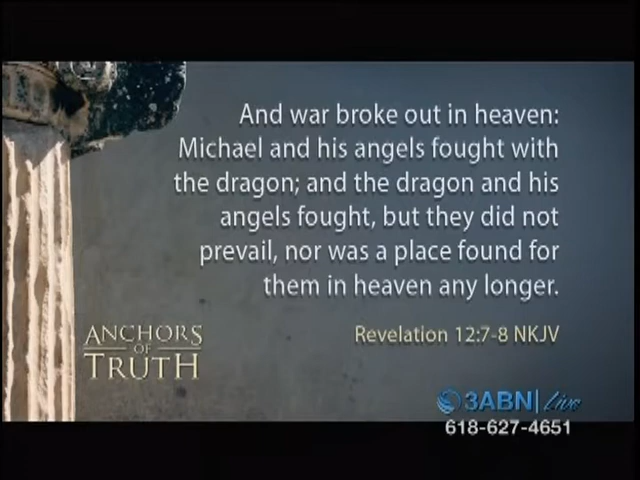 And war broke out in heaven:
Michael and his angels fought with
the dragon; and the dragon and his
angels fought, but they did not
prevail, nor was a place found for
them in heaven any longer.
Revelation 12:7-8 NKJV
ANCHORS
OF
TRUTH
3ABN Live
618-627-4651